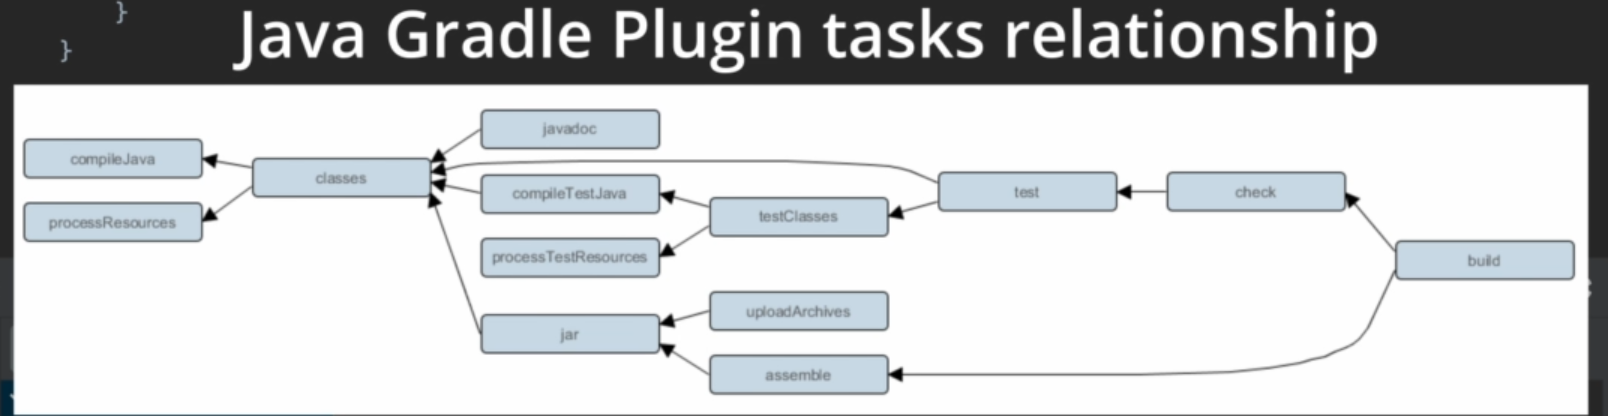 }
}
Java Gradle Plugin tasks relationship
javadoc
compileJava
classes
compileTestJava
test
check
processResources
testClasses
processTestResources
build
uploadArchives
jar
assemble